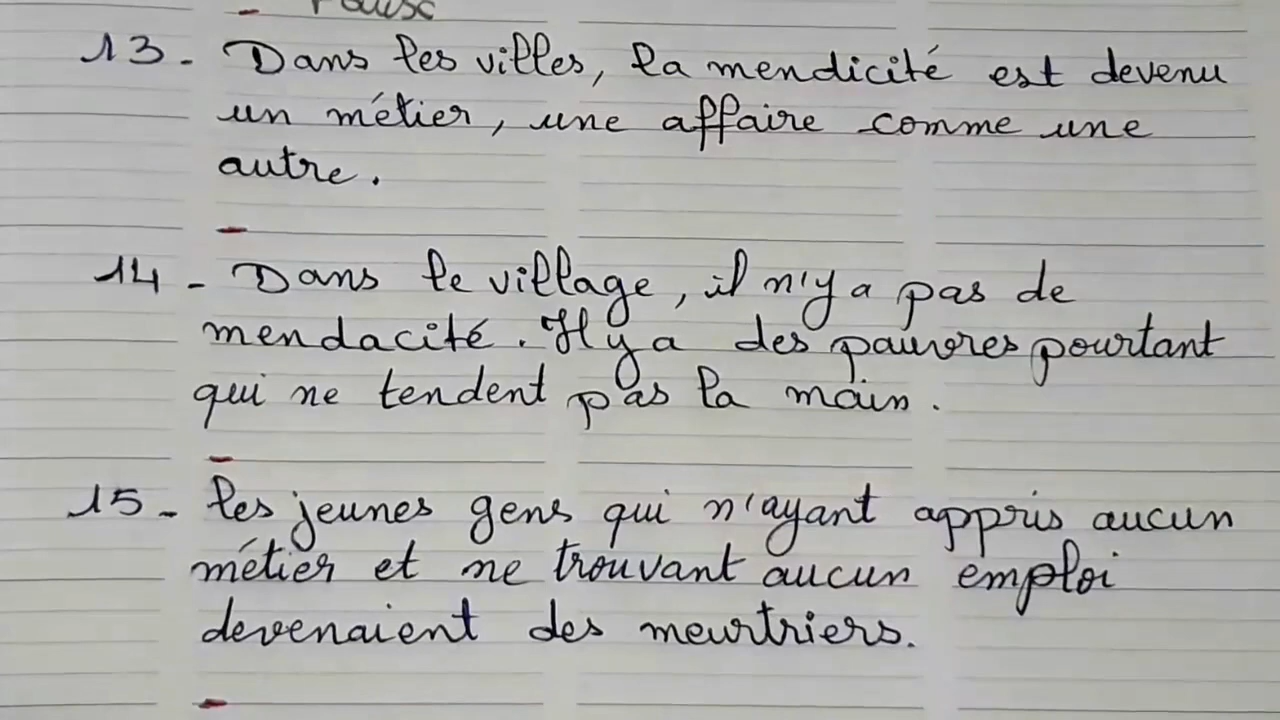 13. Dans les villes, la mendicité est devenu
un métier, une affaire comme une
autre.
14 - Dans le village, il n'y a pas de
mendacité. Il y a des pauvres pourtant
qui ne tendent pas la main.
15 - les jeunes gens qui n'ayant appris aucun
métier et ne trouvant aucun emploi
devenaient des meurtriers.